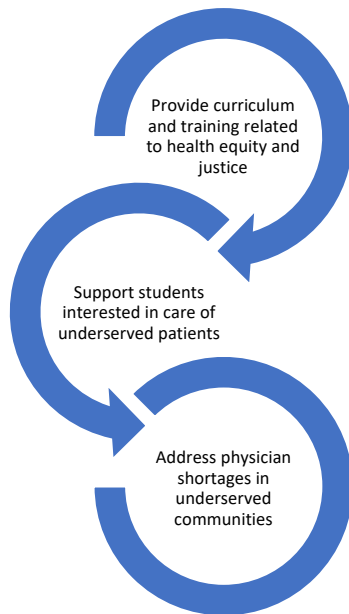 Provide curriculum
and training related
to health equity and
justice
Support students
interested in care of
underserved patients
Address physician
shortages in
underserved
communities